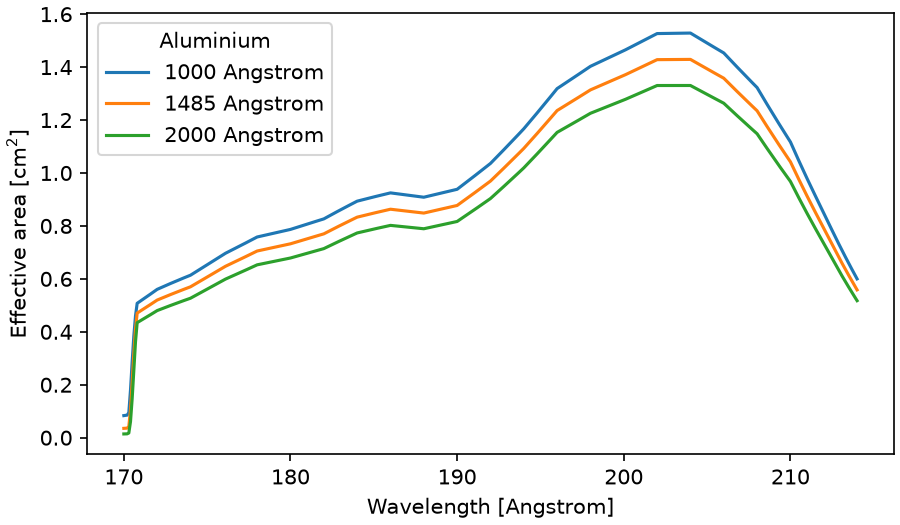 1.6
1.4
1.2
1.0
0.8
0.6
0.4
0.2
0.0
Effective area [cm²]
Aluminium
1000 Angstrom
1485 Angstrom
2000 Angstrom
170
180
190
200
210
Wavelength [Angstrom]